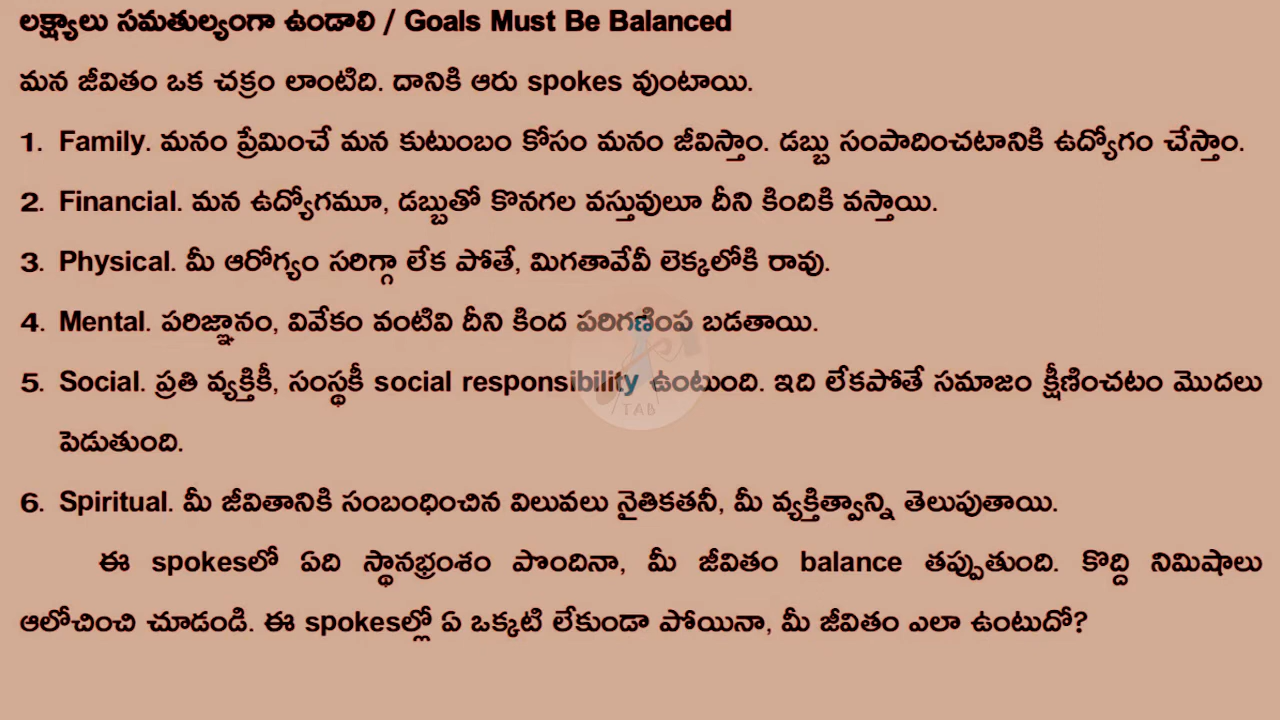 లక్ష్యాలు సమతుల్యంగా ఉండాలి / Goals Must Be Balanced
మన జీవితం ఒక చక్రం లాంటిది. దానికి ఆరు spokes వుంటాయి.
1. Family. మనం ప్రేమించే మన కుటుంబం కోసం మనం జీవిస్తాం. డబ్బు సంపాదించటానికి ఉద్యోగం చేస్తాం.
2. Financial. మన ఉద్యోగమూ, డబ్బుతో కొనగల వస్తువులూ దీని కిందికి వస్తాయి.
3. Physical. మీ ఆరోగ్యం సరిగ్గా లేక పోతే, మిగతావేవీ లెక్కలోకి రావు.
4. Mental. పరిజ్ఞానం, వివేకం వంటివి దీని కింద పరిగణింప బడతాయి.
5. Social. ప్రతి వ్యక్తికీ, సంస్థకీ social responsibility ఉంటుంది. ఇది లేకపోతే సమాజం క్షీణించటం మొదలు
పెడుతుంది.
TAB
6. Spiritual. మీ జీవితానికి సంబంధించిన విలువలు నైతికతనీ, మీ వ్యక్తిత్వాన్ని తెలుపుతాయి.
ఈ spokesలో ఏది స్థానభ్రంశం పొందినా, మీ జీవితం balance తప్పుతుంది. కొద్ది నిమిషాలు
ఆలోచించి చూడండి. ఈ spokesల్లో ఏ ఒక్కటి లేకుండా పోయినా, మీ జీవితం ఎలా ఉంటుదో?